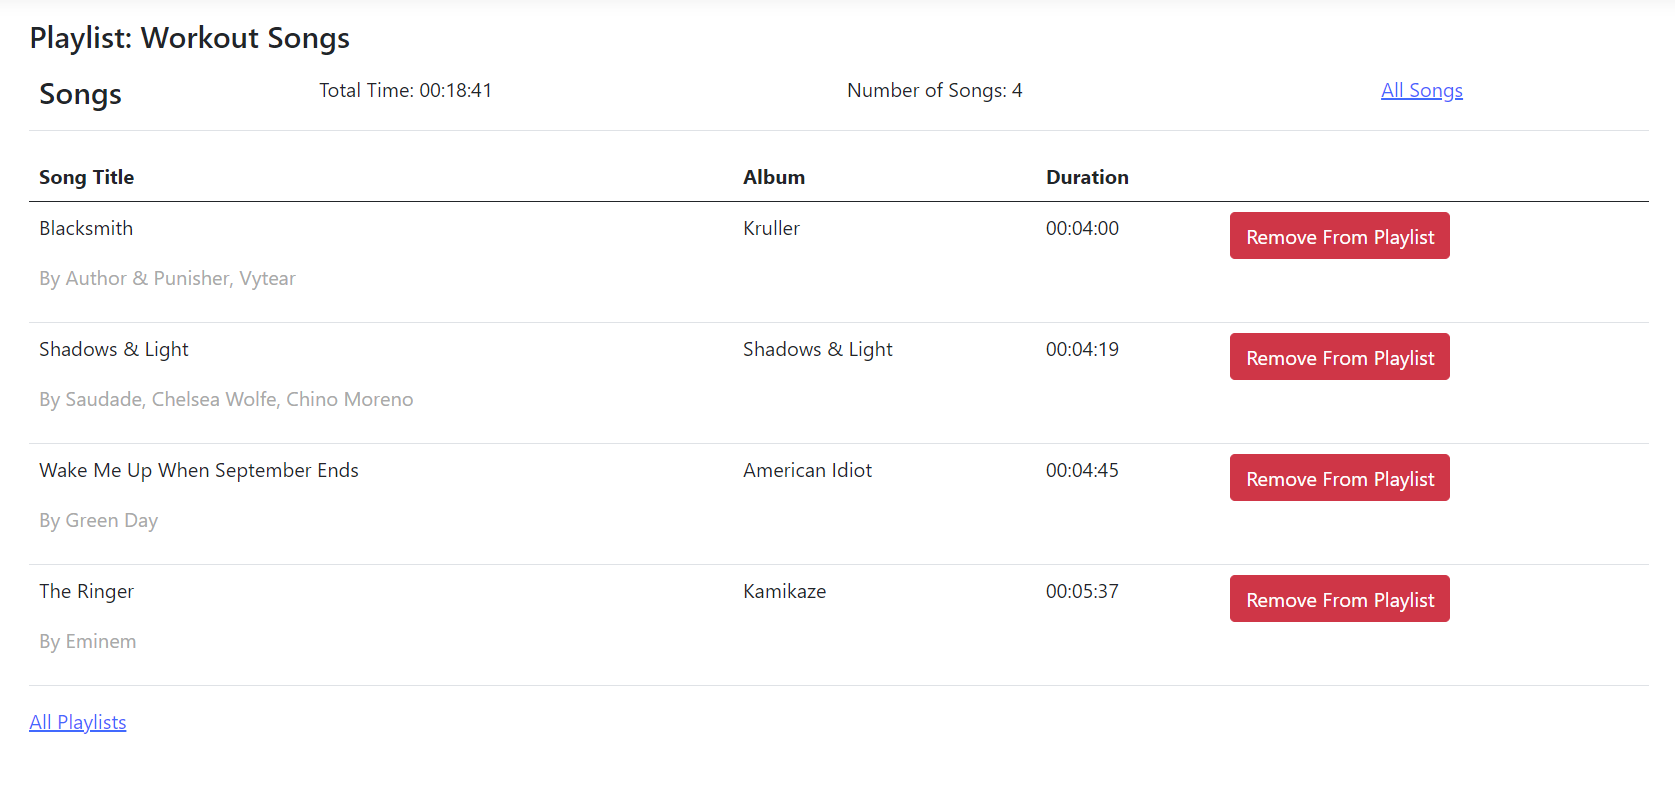 Playlist: Workout Songs
Songs Total Time: 00:18:41 Number of Songs: 4 All Songs
Song Title Album Duration
Blacksmith Kruller 00:04:00 Remove From Playlist
By Author & Punisher, Vytear
Shadows & Light Shadows & Light 00:04:19 Remove From Playlist
By Saudade, Chelsea Wolfe, Chino Moreno
Wake Me Up When September Ends American Idiot 00:04:45 Remove From Playlist
By Green Day
The Ringer Kamikaze 00:05:37 Remove From Playlist
By Eminem
All Playlists